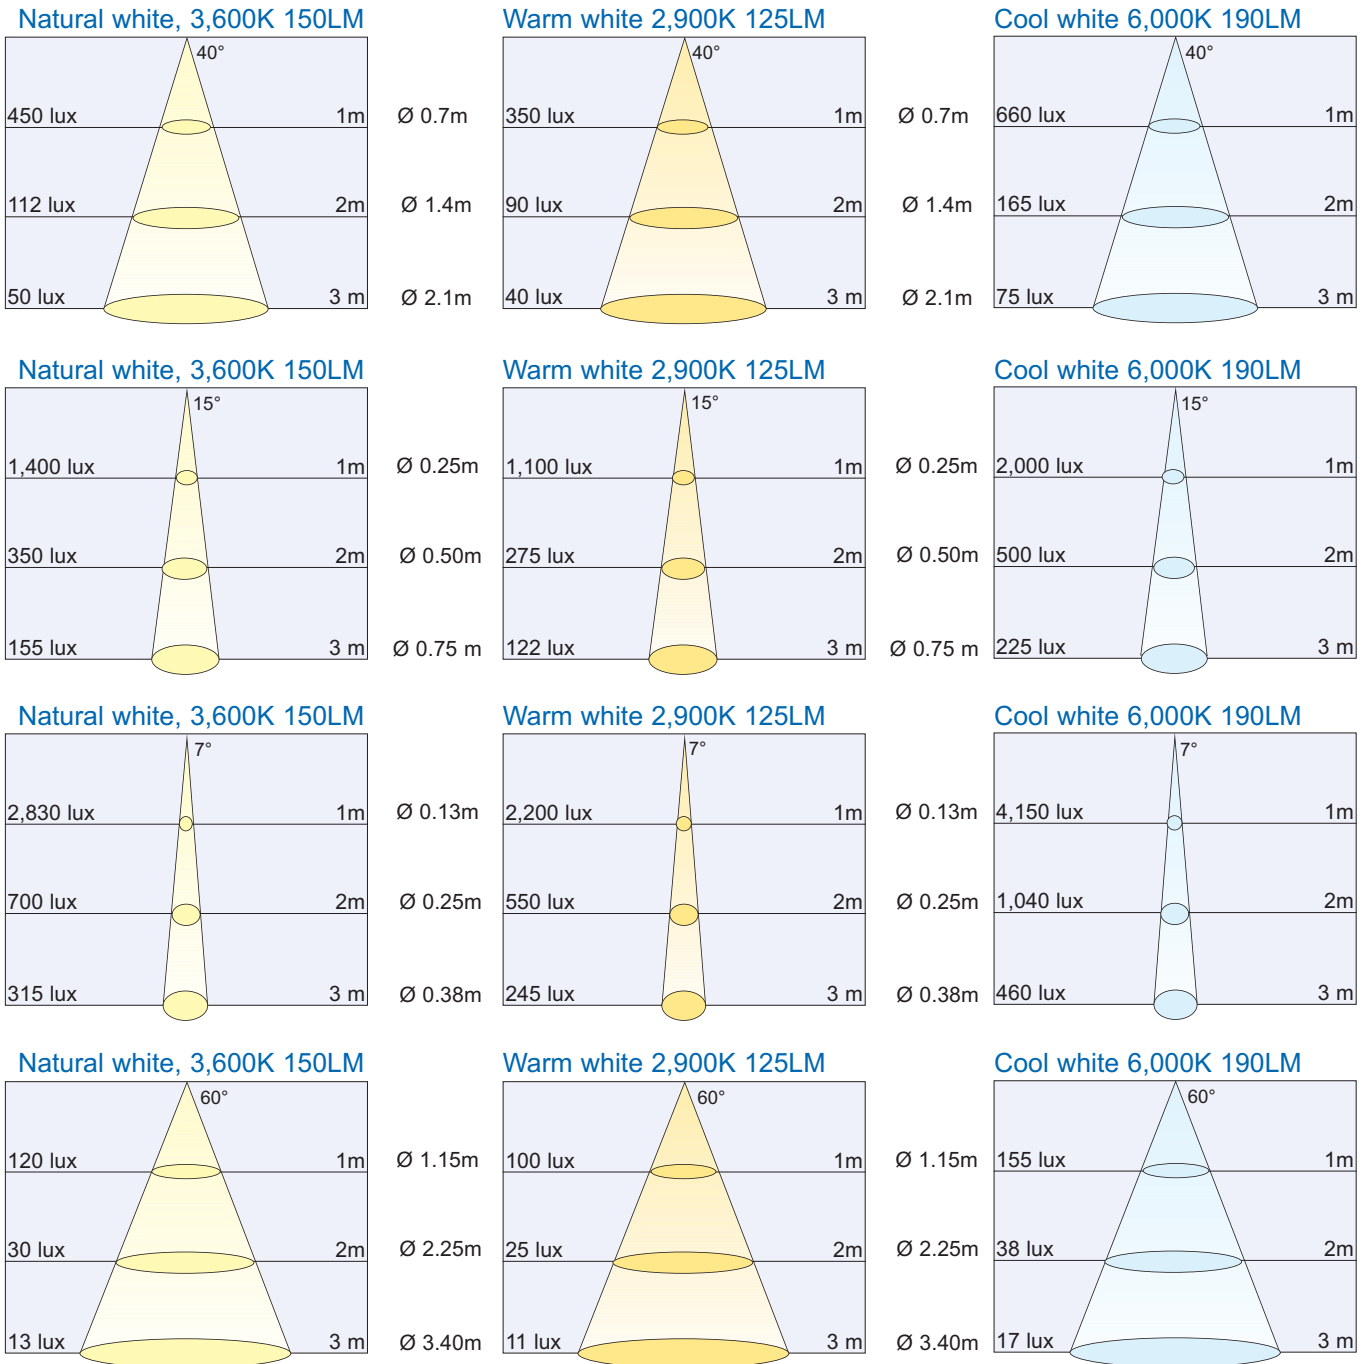 Natural white, 3,600K 150LM Warm white 2,900K 125LM Cool white 6,000K 190LM
40° 40° 40°
450 lux 1m Ø 0.7m 350 lux 1m Ø 0.7m 660 lux 1m
112 lux 2m Ø 1.4m 90 lux 2m Ø 1.4m 165 lux 2m
50 lux 3 m Ø 2.1m 40 lux 3 m Ø 2.1m 75 lux 3 m
Natural white, 3,600K 150LM Warm white 2,900K 125LM Cool white 6,000K 190LM
15° 15° 15°
1,400 lux 1m Ø 0.25m 1,100 lux 1m Ø 0.25m 2,000 lux 1m
350 lux 2m Ø 0.50m 275 lux 2m Ø 0.50m 500 lux 2m
155 lux 3 m Ø 0.75 m 122 lux 3 m Ø 0.75 m 225 lux 3 m
Natural white, 3,600K 150LM Warm white 2,900K 125LM Cool white 6,000K 190LM
7° 7° 7°
2,830 lux 1m Ø 0.13m 2,200 lux 1m Ø 0.13m 4,150 lux 1m
700 lux 2m Ø 0.25m 550 lux 2m Ø 0.25m 1,040 lux 2m
315 lux 3 m Ø 0.38m 245 lux 3 m Ø 0.38m 460 lux 3 m
Natural white, 3,600K 150LM Warm white 2,900K 125LM Cool white 6,000K 190LM
60° 60° 60°
120 lux 1m Ø 1.15m 100 lux 1m Ø 1.15m 155 lux 1m
30 lux 2m Ø 2.25m 25 lux 2m Ø 2.25m 38 lux 2m
13 lux 3 m Ø 3.40m 11 lux 3 m Ø 3.40m 17 lux 3 m